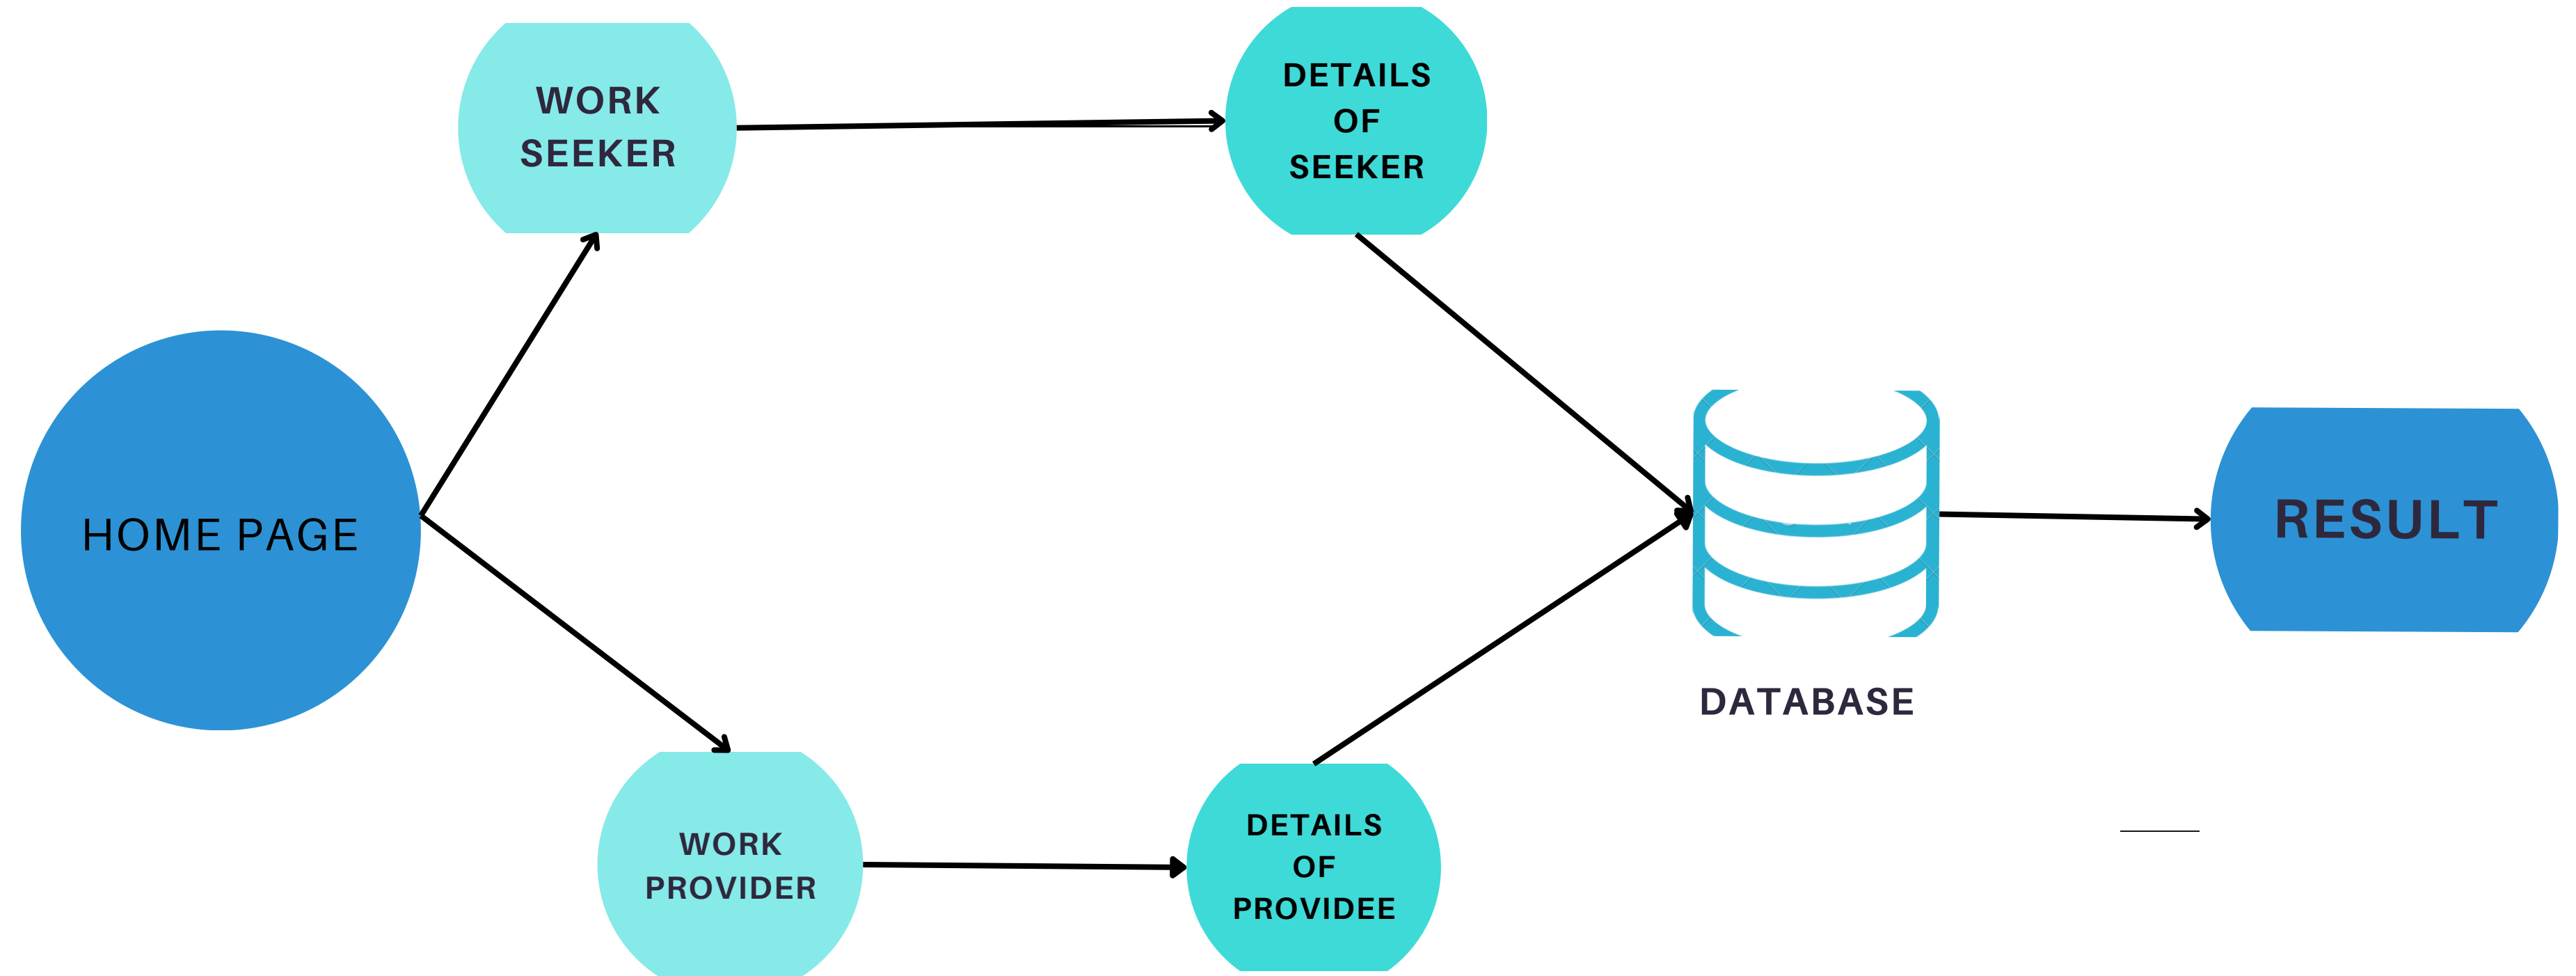 WORK
SEEKER
DETAILS
OF
SEEKER
HOME PAGE
RESULT
DATABASE
WORK
PROVIDER
DETAILS
OF
PROVIDEE